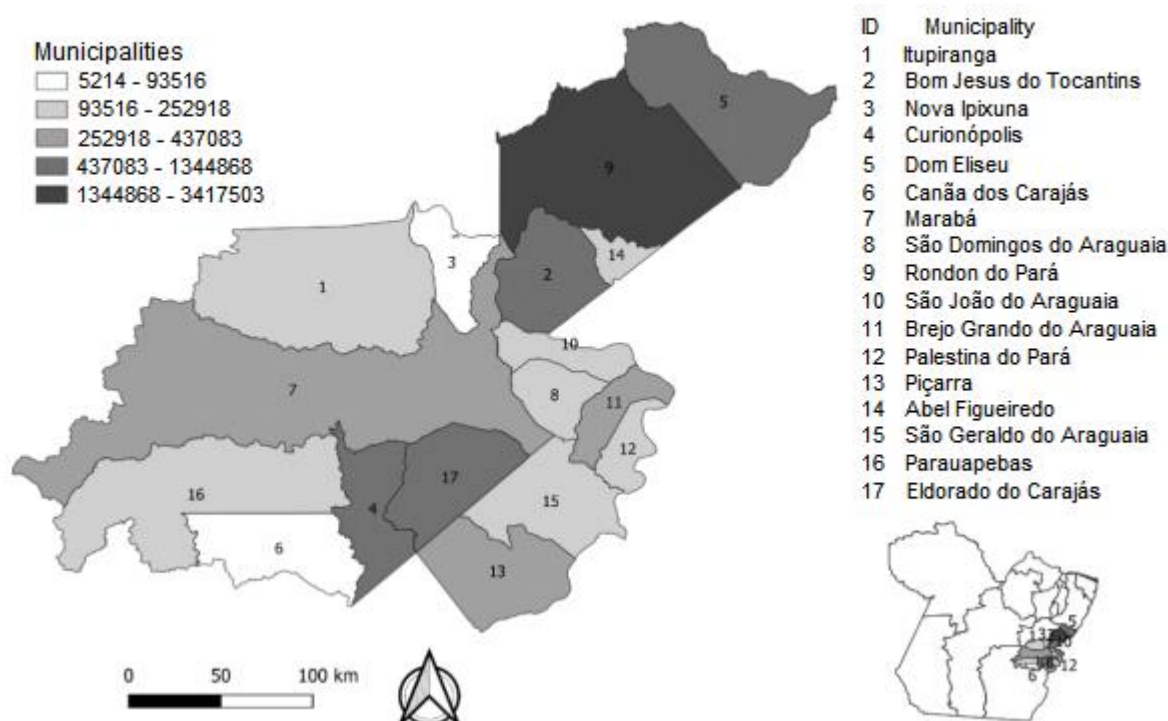 Municipalities
5214 - 93516
93516 - 252918
252918 - 437083
437083 - 1344868
1344868 - 3417503
ID Municipality
1 Itupiranga
2 Bom Jesus do Tocantins
3 Nova Ipixuna
4 Curionópolis
5 Dom Eliseu
6 Canãa dos Carajás
7 Marabá
8 São Domingos do Araguaia
9 Rondon do Pará
10 São João do Araguaia
11 Brejo Grando do Araguaia
12 Palestina do Pará
13 Piçarra
14 Abel Figueiredo
15 São Geraldo do Araguaia
16 Parauapebas
17 Eldorado do Carajás
5
9
14
3
2
1
10
7
8
11
12
16
17
15
4
6
13
0 50 100 km
5
12
6